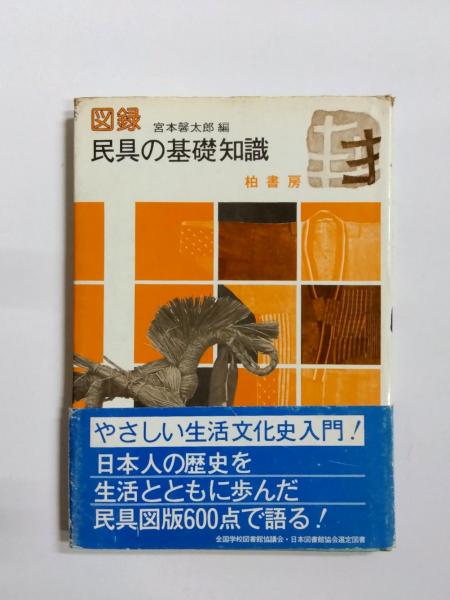 図録 宮本馨太郎 編
民具の基礎知識
柏書房
やさしい生活文化史入門!
日本人の歴史を
生活とともに歩んだ
民具図版600点で語る!
全国学校図書館協議会・日本図書館協会選定図書